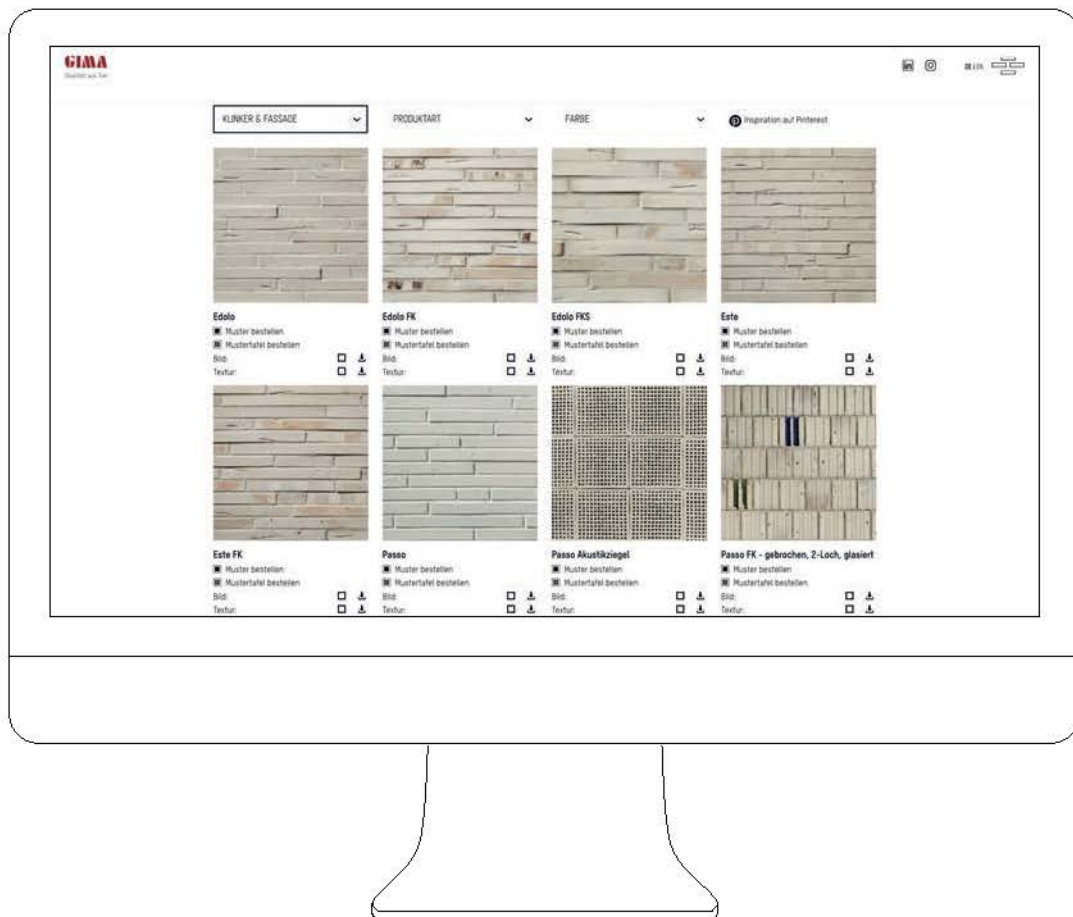 GIMA
Qualität aus Ton
KLINKER & FASSADE
PRODUKTART
FARBE
Inspiration auf Pinterest
Edolo
Muster bestellen
Mustertafel bestellen
Bild:
Textur:
Edolo FK
Muster bestellen
Mustertafel bestellen
Bild:
Textur:
Edolo FKS
Muster bestellen
Mustertafel bestellen
Bild:
Textur:
Este
Muster bestellen
Mustertafel bestellen
Bild:
Textur:
Este FK
Muster bestellen
Mustertafel bestellen
Bild:
Textur:
Passo
Muster bestellen
Mustertafel bestellen
Bild:
Textur:
Passo Akustikziegel
Muster bestellen
Mustertafel bestellen
Bild:
Textur:
Passo FK - gebrochen, 2-Loch, glasiert
Muster bestellen
Mustertafel bestellen
Bild:
Textur: